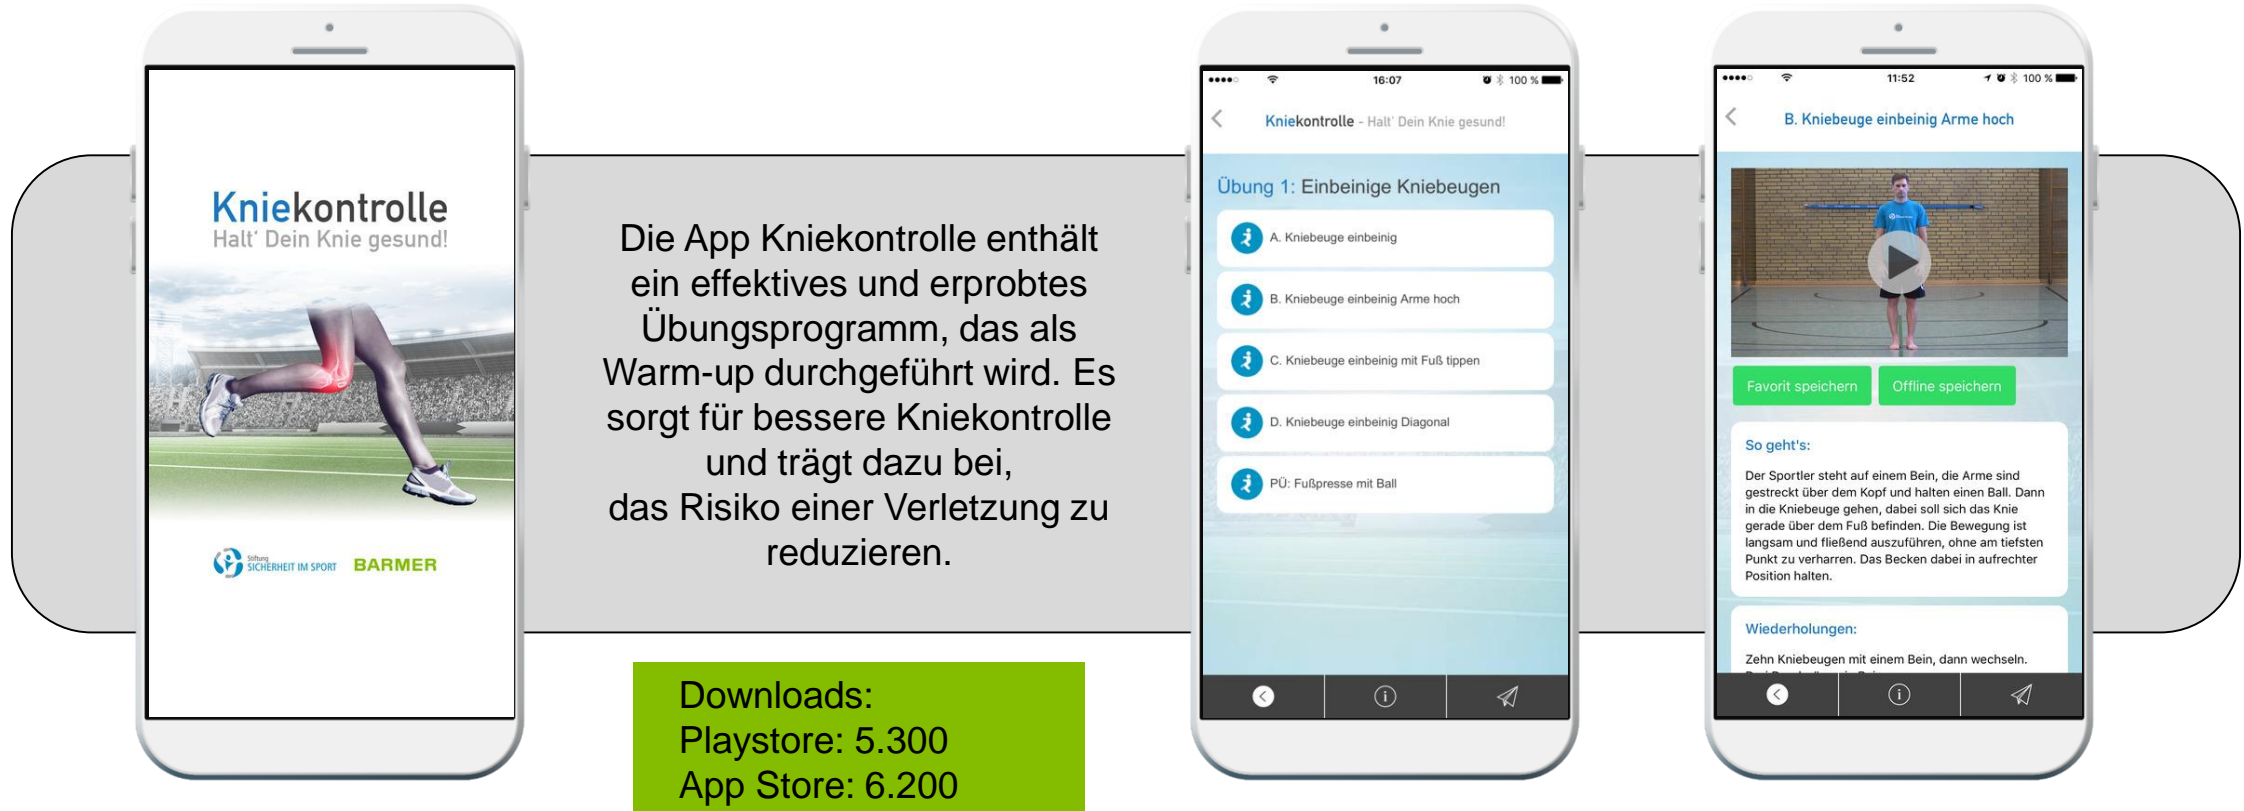 Kniekontrolle
Halt' Dein Knie gesund!
Stiftung
SICHERHEIT IM SPORT
BARMER
Die App Kniekontrolle enthält
ein effektives und erprobtes
Übungsprogramm, das als
Warm-up durchgeführt wird. Es
sorgt für bessere Kniekontrolle
und trägt dazu bei,
das Risiko einer Verletzung zu
reduzieren.
Downloads:
Playstore: 5.300
App Store: 6.200
16:07
100 %
Kniekontrolle - Halt' Dein Knie gesund!
Übung 1: Einbeinige Kniebeugen
A. Kniebeuge einbeinig
B. Kniebeuge einbeinig Arme hoch
C. Kniebeuge einbeinig mit Fuß tippen
D. Kniebeuge einbeinig Diagonal
PÜ: Fußpresse mit Ball
11:52
100 %
B. Kniebeuge einbeinig Arme hoch
Favorit speichern
Offline speichern
So geht's:
Der Sportler steht auf einem Bein, die Arme sind
gestreckt über dem Kopf und halten einen Ball. Dann
in die Kniebeuge gehen, dabei soll sich das Knie
gerade über dem Fuß befinden. Die Bewegung ist
langsam und fließend auszuführen, ohne am tiefsten
Punkt zu verharren. Das Becken dabei in aufrechter
Position halten.
Wiederholungen:
Zehn Kniebeugen mit einem Bein, dann wechseln.